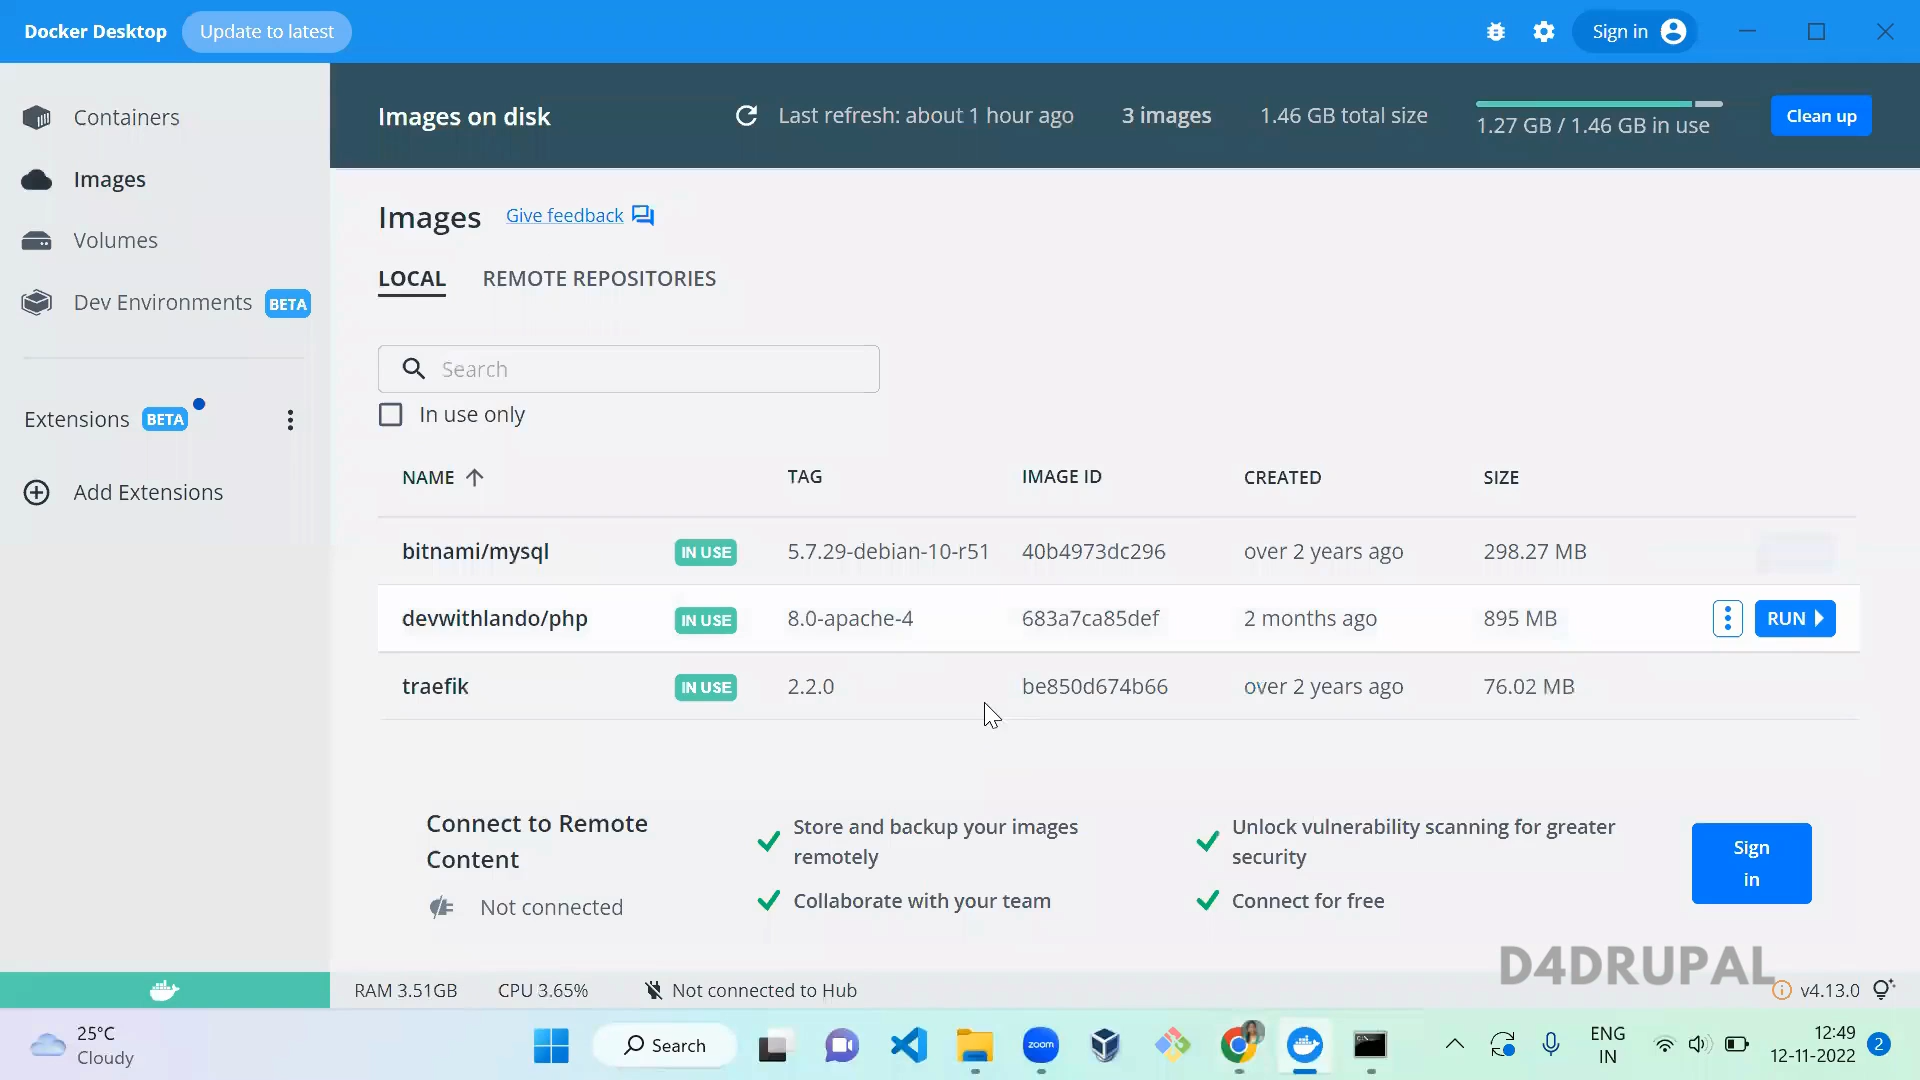 Docker Desktop Update to latest Sign in
Containers
Images
Volumes
Dev Environments BETA
Extensions BETA
Add Extensions
Images on disk Last refresh: about 1 hour ago 3 images 1.46 GB total size 1.27 GB / 1.46 GB in use Clean up
Images Give feedback
LOCAL REMOTE REPOSITORIES
Search
In use only
NAME TAG IMAGE ID CREATED SIZE
bitnami/mysql IN USE 5.7.29-debian-10-r51 40b4973dc296 over 2 years ago 298.27 MB
devwithlando/php IN USE 8.0-apache-4 683a7ca85def 2 months ago 895 MB RUN
traefik IN USE 2.2.0 be850d674b66 over 2 years ago 76.02 MB
Connect to Remote
Content
Not connected
Store and backup your images
remotely
Collaborate with your team
Unlock vulnerability scanning for greater
security
Connect for free
Sign
in
D4DRUPAL
RAM 3.51GB CPU 3.65% Not connected to Hub v4.13.0
25°C
Cloudy
Search
zoom
ENG
IN
12:49
12-11-2022
2